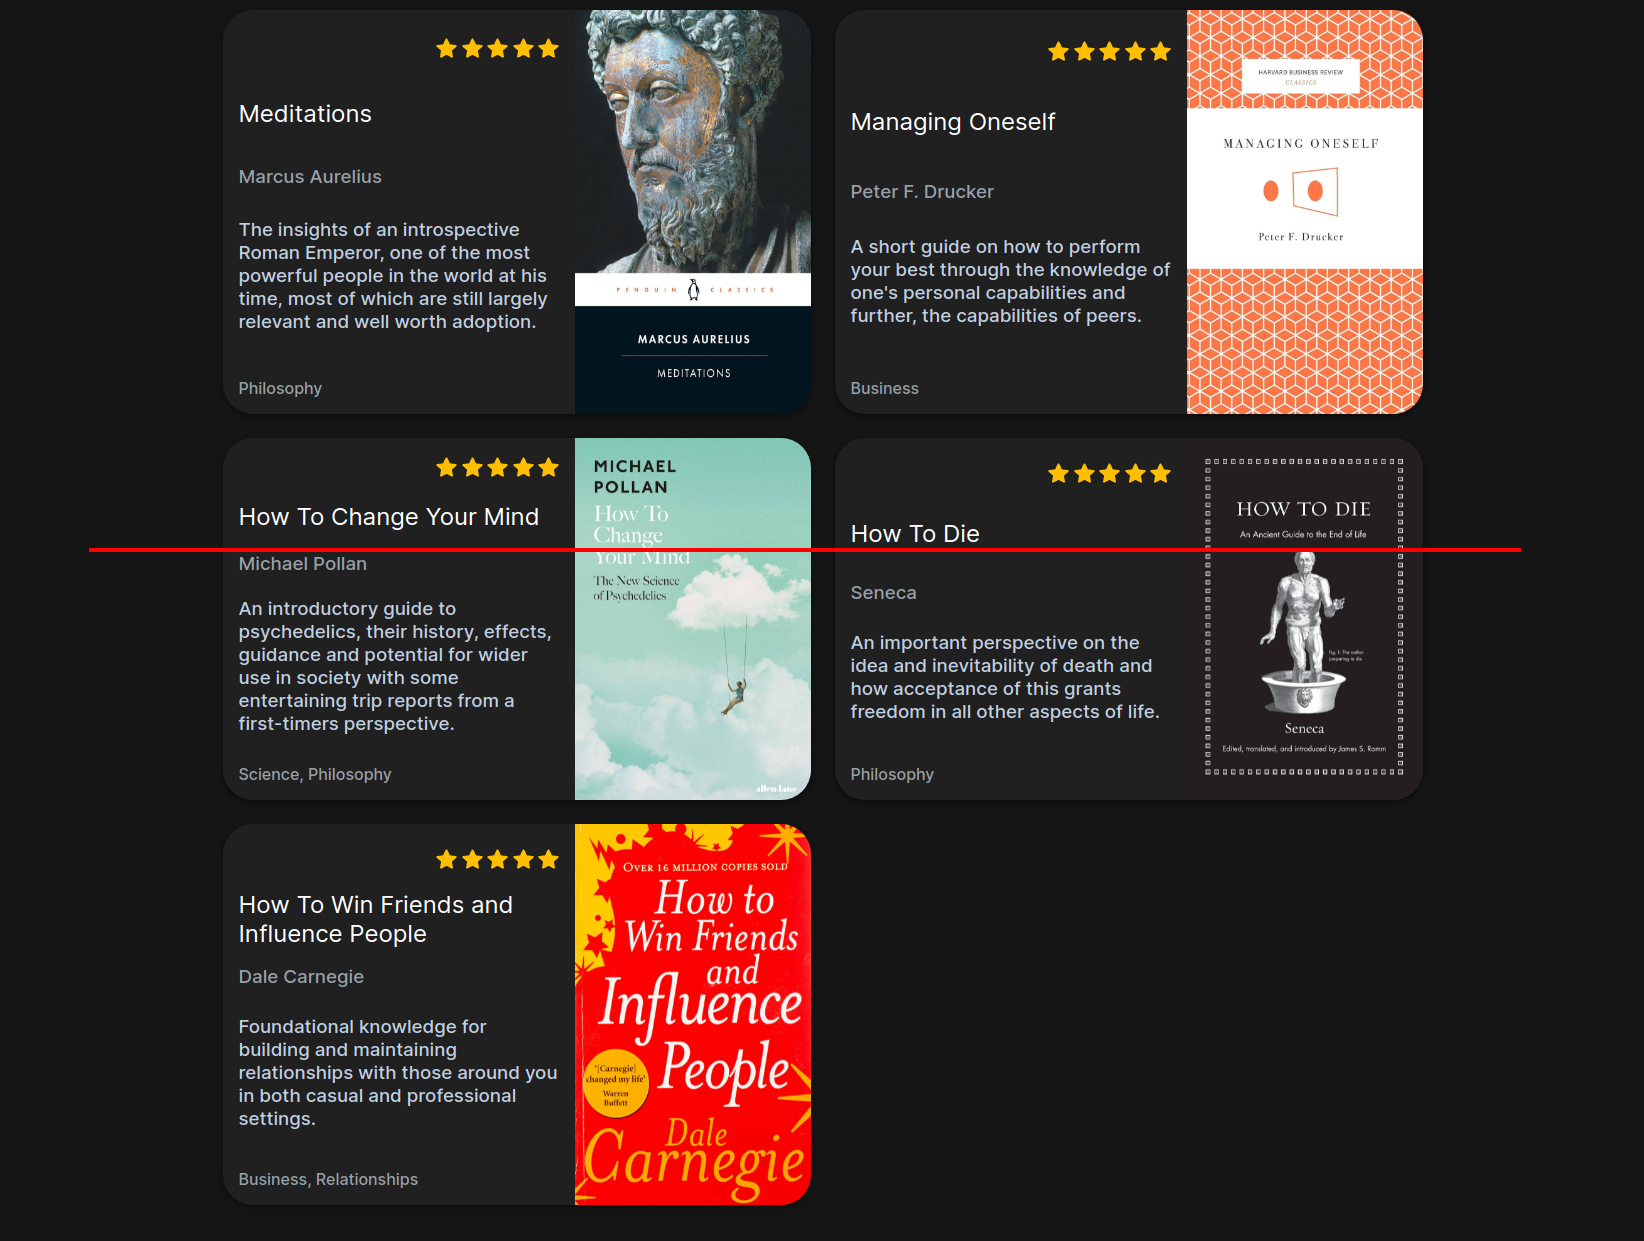 Meditations
Marcus Aurelius
The insights of an introspective
Roman Emperor, one of the most
powerful people in the world at his
time, most of which are still largely
relevant and well worth adoption.
Philosophy
PENGUIN CLASSICS
MARCUS AURELIUS
MEDITATIONS
Managing Oneself
Peter F. Drucker
A short guide on how to perform
your best through the knowledge of
one's personal capabilities and
further, the capabilities of peers.
Business
HARVARD BUSINESS REVIEW
CLASSICS
MANAGING ONESELF
Peter F. Drucker
How To Change Your Mind
Michael Pollan
An introductory guide to
psychedelics, their history, effects,
guidance and potential for wider
use in society with some
entertaining trip reports from a
first-timers perspective.
Science, Philosophy
MICHAEL
POLLAN
How To
Change
Your Mind
The New Science
of Psychedelics
allen lane
How To Die
Seneca
An important perspective on the
idea and inevitability of death and
how acceptance of this grants
freedom in all other aspects of life.
Philosophy
HOW TO DIE
An Ancient Guide to the End of Life
Fig. 1: The author
preparing to die
Seneca
Edited, translated, and introduced by James S. Romm
How To Win Friends and
Influence People
Dale Carnegie
Foundational knowledge for
building and maintaining
relationships with those around you
in both casual and professional
settings.
Business, Relationships
OVER 16 MILLION COPIES SOLD
How to
Win Friends
and
Influence
People
'[Carnegie]
changed my life'
Warren
Buffett
Dale
Carnegie